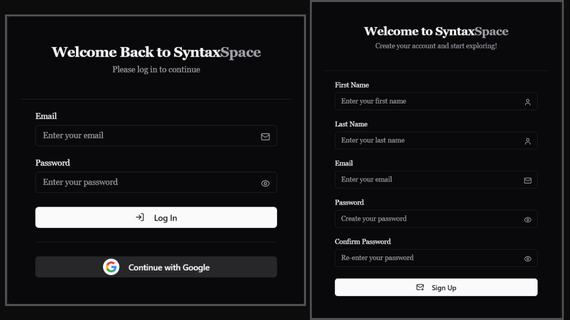 Welcome Back to SyntaxSpace
Please log in to continue
Email
Enter your email
Password
Enter your password
Log In
Continue with Google
Welcome to SyntaxSpace
Create your account and start exploring!
First Name
Enter your first name
Last Name
Enter your last name
Email
Enter your email
Password
Create your password
Confirm Password
Re-enter your password
Sign Up